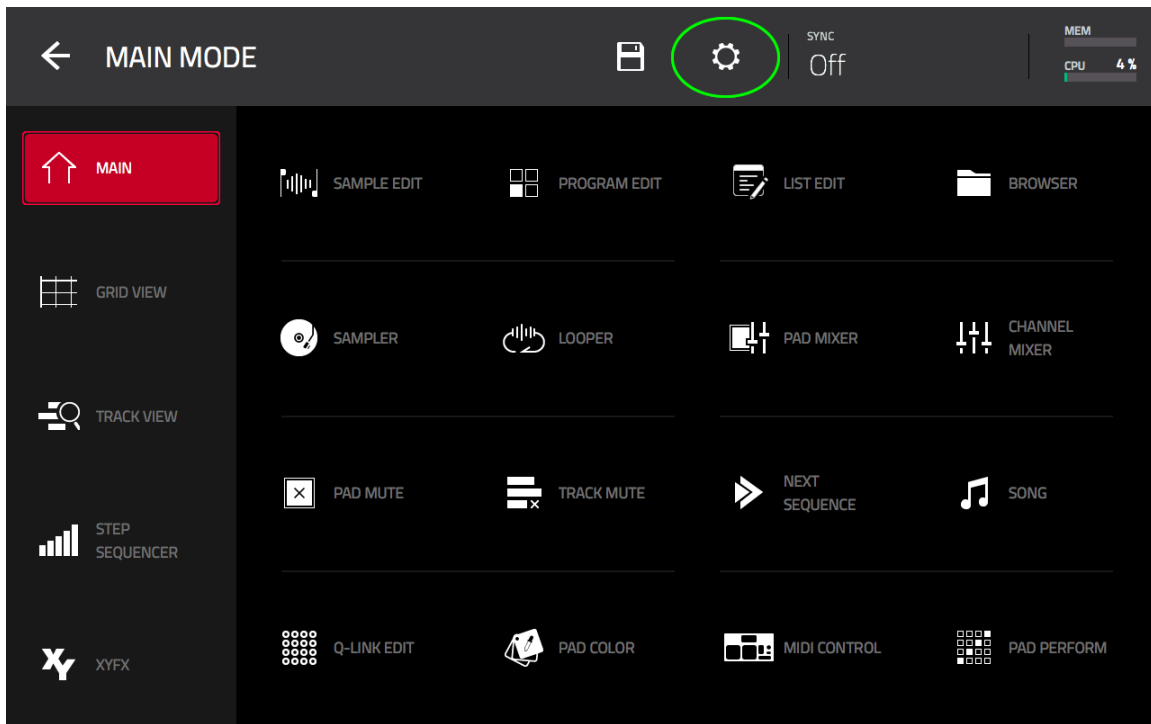 MAIN MODE
SYNC
Off
MEM
CPU 4 %
MAIN
SAMPLE EDIT
PROGRAM EDIT
LIST EDIT
BROWSER
GRID VIEW
SAMPLER
LOOPER
PAD MIXER
CHANNEL
MIXER
TRACK VIEW
PAD MUTE
TRACK MUTE
NEXT
SEQUENCE
SONG
STEP
SEQUENCER
Q-LINK EDIT
PAD COLOR
MIDI CONTROL
PAD PERFORM
XY
XYFX